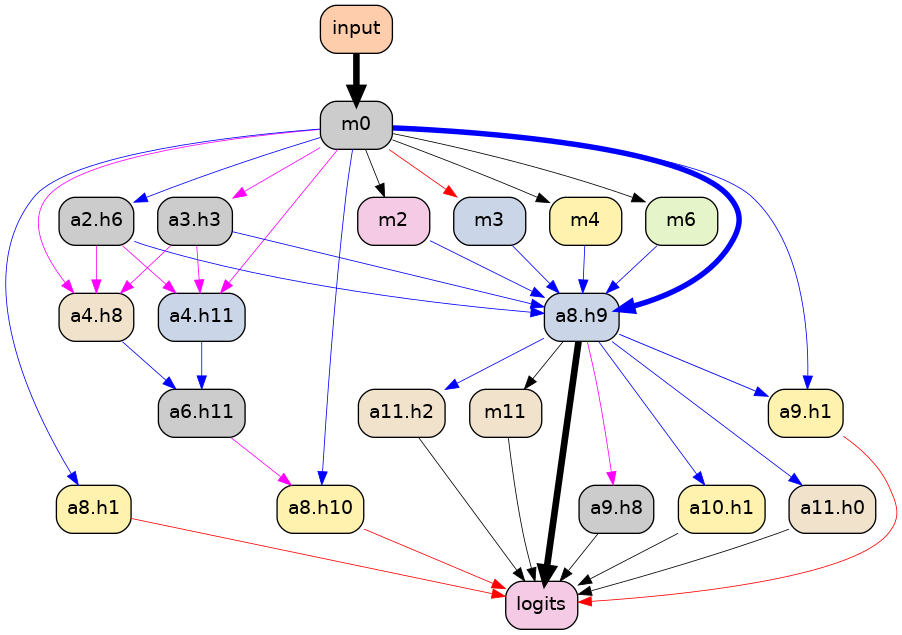 input
m0
a2.h6
a3.h3
m2
m3
m4
m6
a4.h8
a4.h11
a8.h9
a6.h11
a11.h2
m11
a9.h1
a8.h1
a8.h10
a9.h8
a10.h1
a11.h0
logits